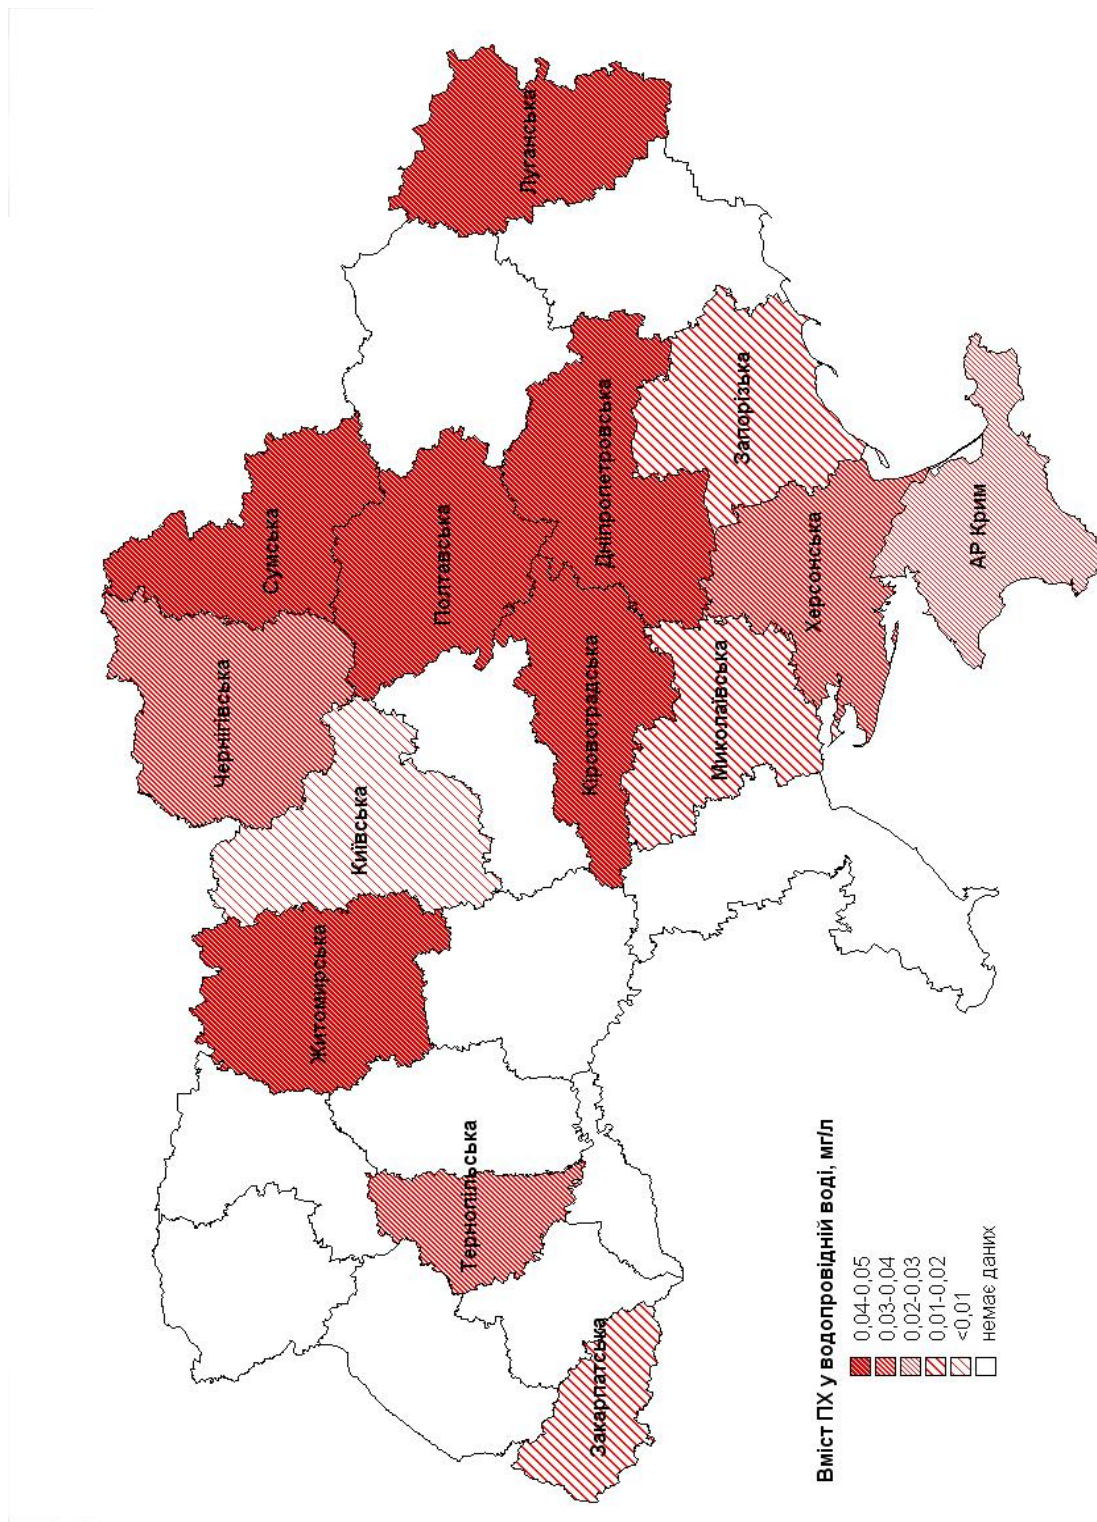 Чернігівська
Сумська
Житомирська
Київська
Полтавська
Луганська
Тернопільська
Кіровоградська
Дніпропетровська
Закарпатська
Миколаївська
Запорізька
Херсонська
АР Крим
Вміст ПХ у водопровідній воді, мг/л
0,04-0,05
0,03-0,04
0,02-0,03
0,01-0,02
<0,01
немає даних